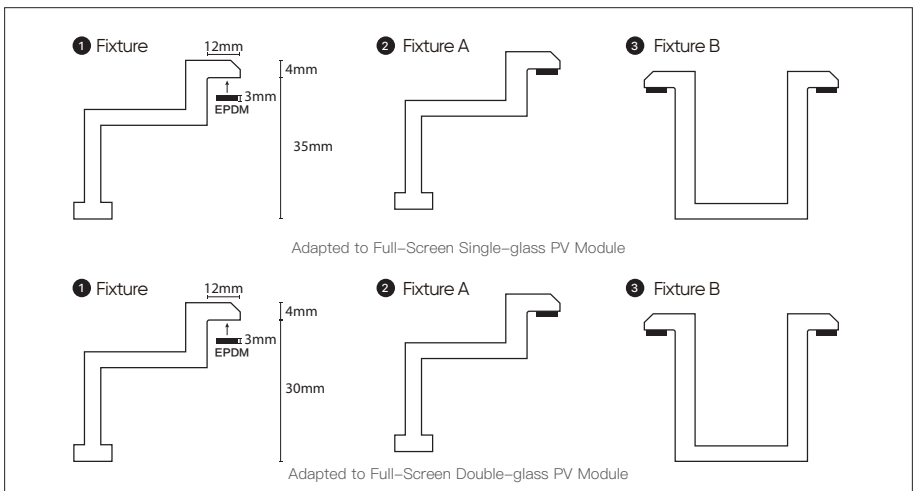 1 Fixture
12mm
4mm
3mm
EPDM
35mm
2 Fixture A
3 Fixture B
Adapted to Full-Screen Single-glass PV Module
1 Fixture
12mm
4mm
3mm
EPDM
30mm
2 Fixture A
3 Fixture B
Adapted to Full-Screen Double-glass PV Module